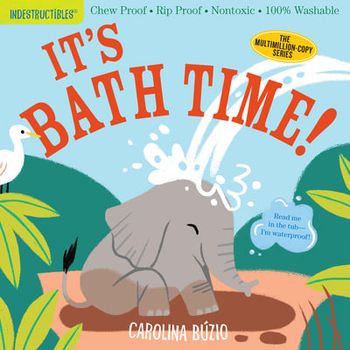 INDESTRUCTIBLES®
Chew Proof • Rip Proof • Nontoxic • 100% Washable
IT'S
BATH TIME!
THE
MULTIMILLION-COPY
SERIES
Read me
in the tub—
I'm waterproof!
CAROLINA BÚZIO